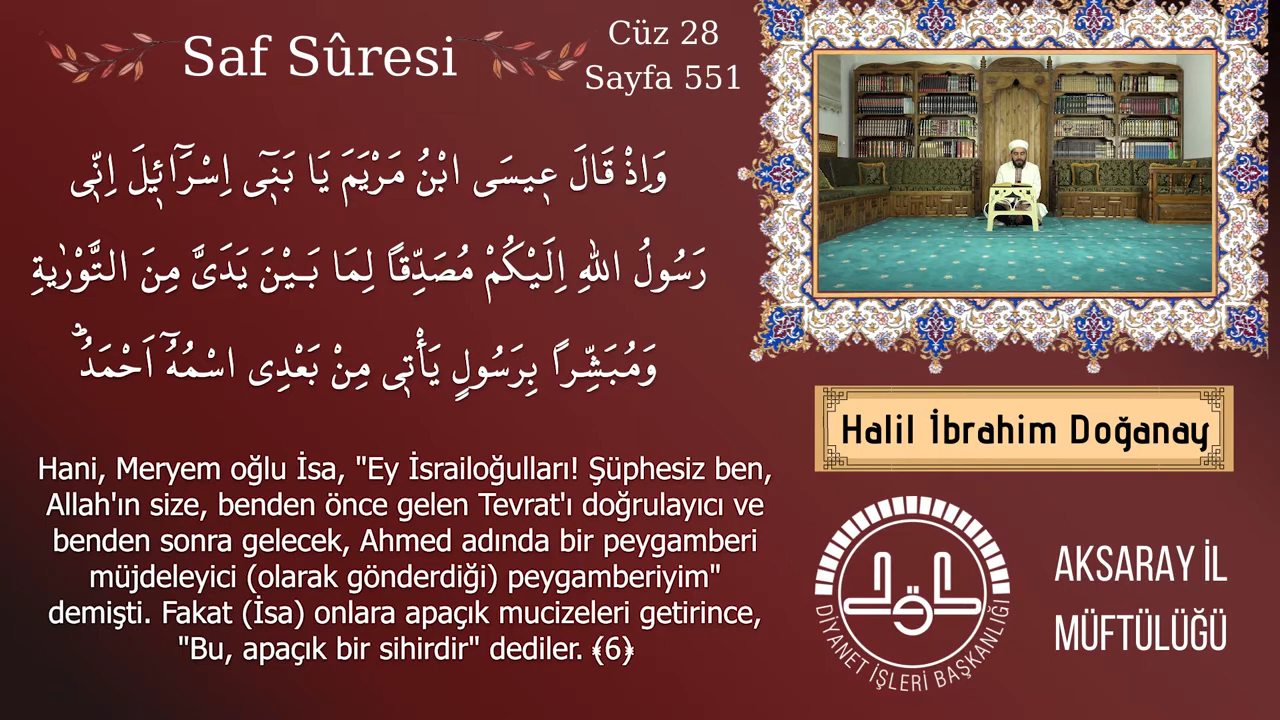 Saf Sûresi
Cüz 28
Sayfa 551
وَاِذْ قَالَ ع۪يسَى ابْنُ مَرْيَمَ يَا بَن۪ٓى اِسْرَٓائ۪لَ اِنّ۪ى
رَسُولُ اللّٰهِ اِلَيْكُمْ مُصَدِّقًا لِمَا بَيْنَ يَدَىَّ مِنَ التَّوْرٰيةِ
وَمُبَشِّرًا بِرَسُولٍ يَأْت۪ى مِنْ بَعْدِى اسْمُهُٓ اَحْمَدُۜ
Hani, Meryem oğlu İsa, "Ey İsrailoğulları! Şüphesiz ben,
Allah'ın size, benden önce gelen Tevrat'ı doğrulayıcı ve
benden sonra gelecek, Ahmed adında bir peygamberi
müjdeleyici (olarak gönderdiği) peygamberiyim"
demişti. Fakat (İsa) onlara apaçık mucizeleri getirince,
"Bu, apaçık bir sihirdir" dediler. ﴾6﴿
Halil İbrahim Doğanay
DİYANET İŞLERİ BAŞKANLIĞI
AKSARAY İL
MÜFTÜLÜĞÜ